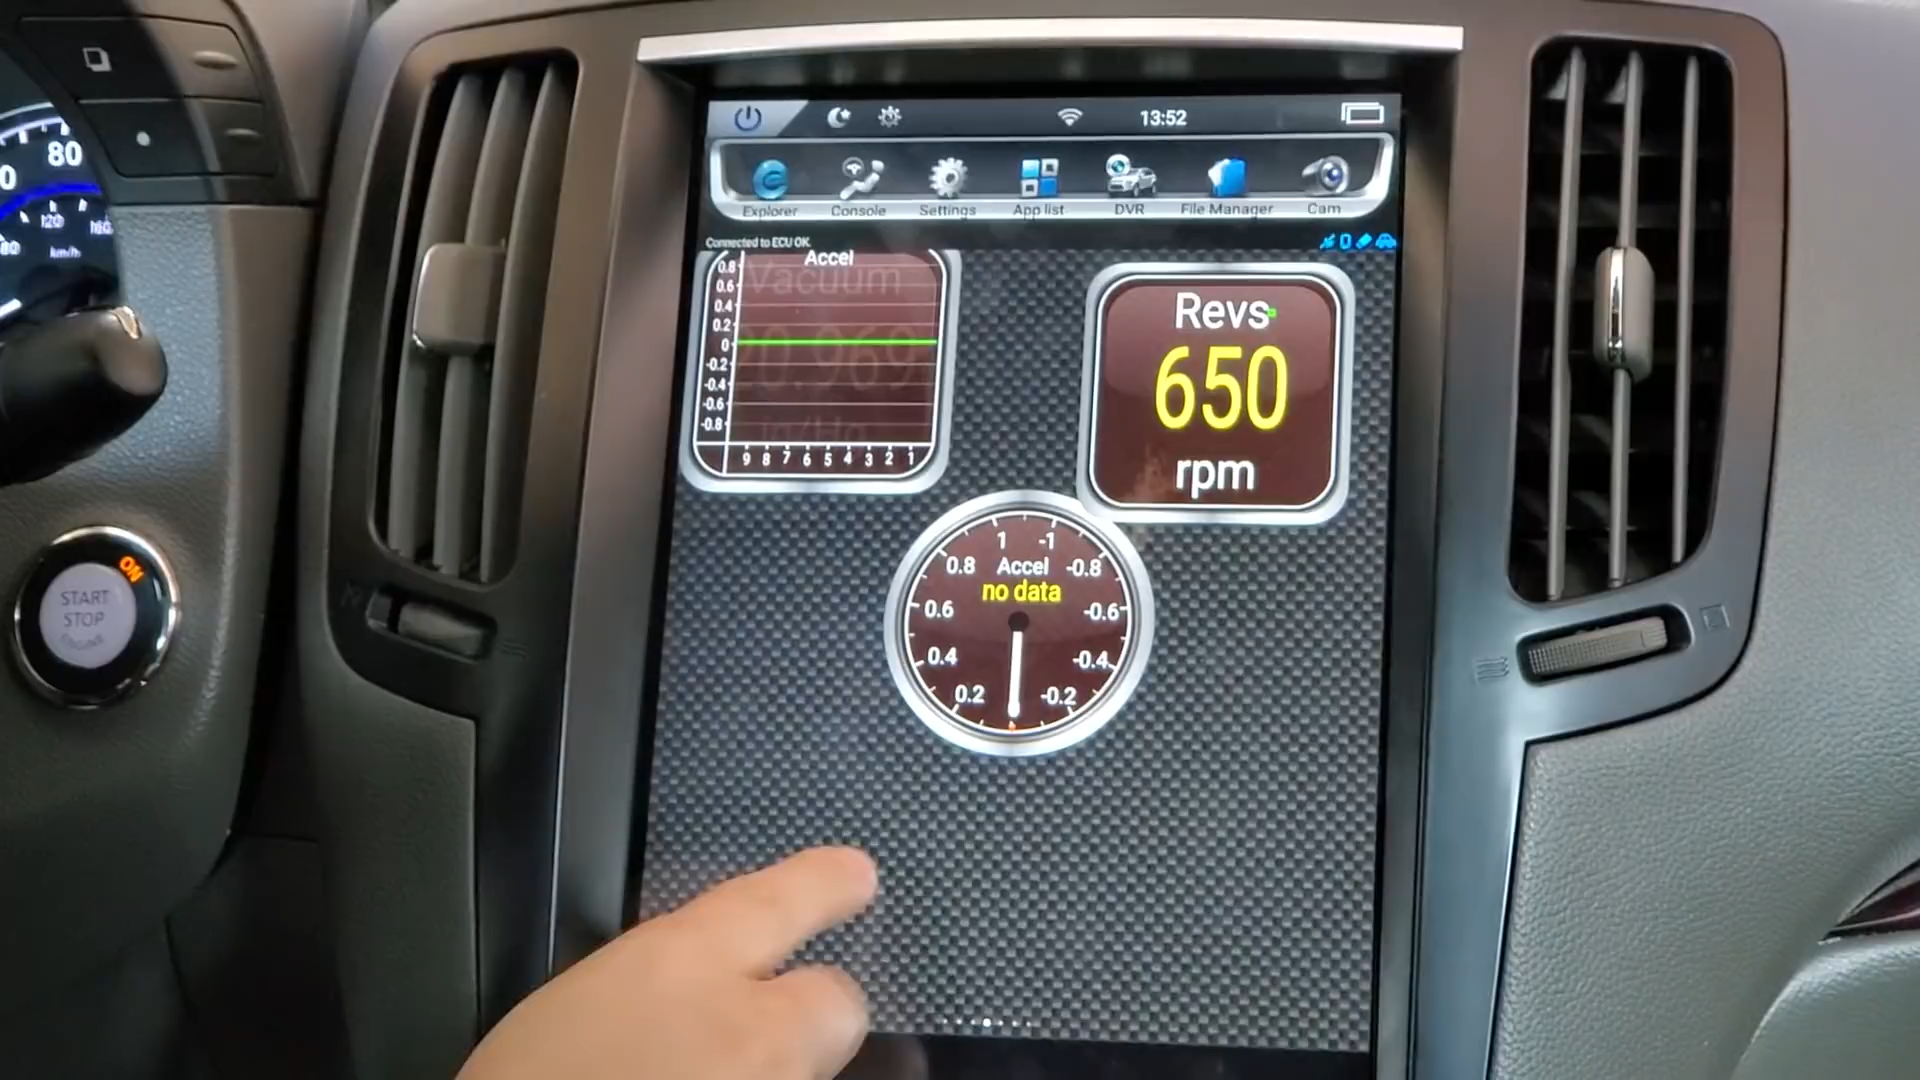 13:52
Explorer Console Settings App list DVR File Manager Cam
Connected to ECU OK.
Accel
Vacuum
0.8
0.6
0.4
0.2
0
-0.2
-0.4
-0.6
-0.8
9 8 7 6 5 4 3 2 1
Revs
650
rpm
1 -1
0.8 Accel -0.8
no data
0.6 -0.6
0.4 -0.4
0.2 -0.2
80
120
80
km/h
ON
START
STOP
ENGINE